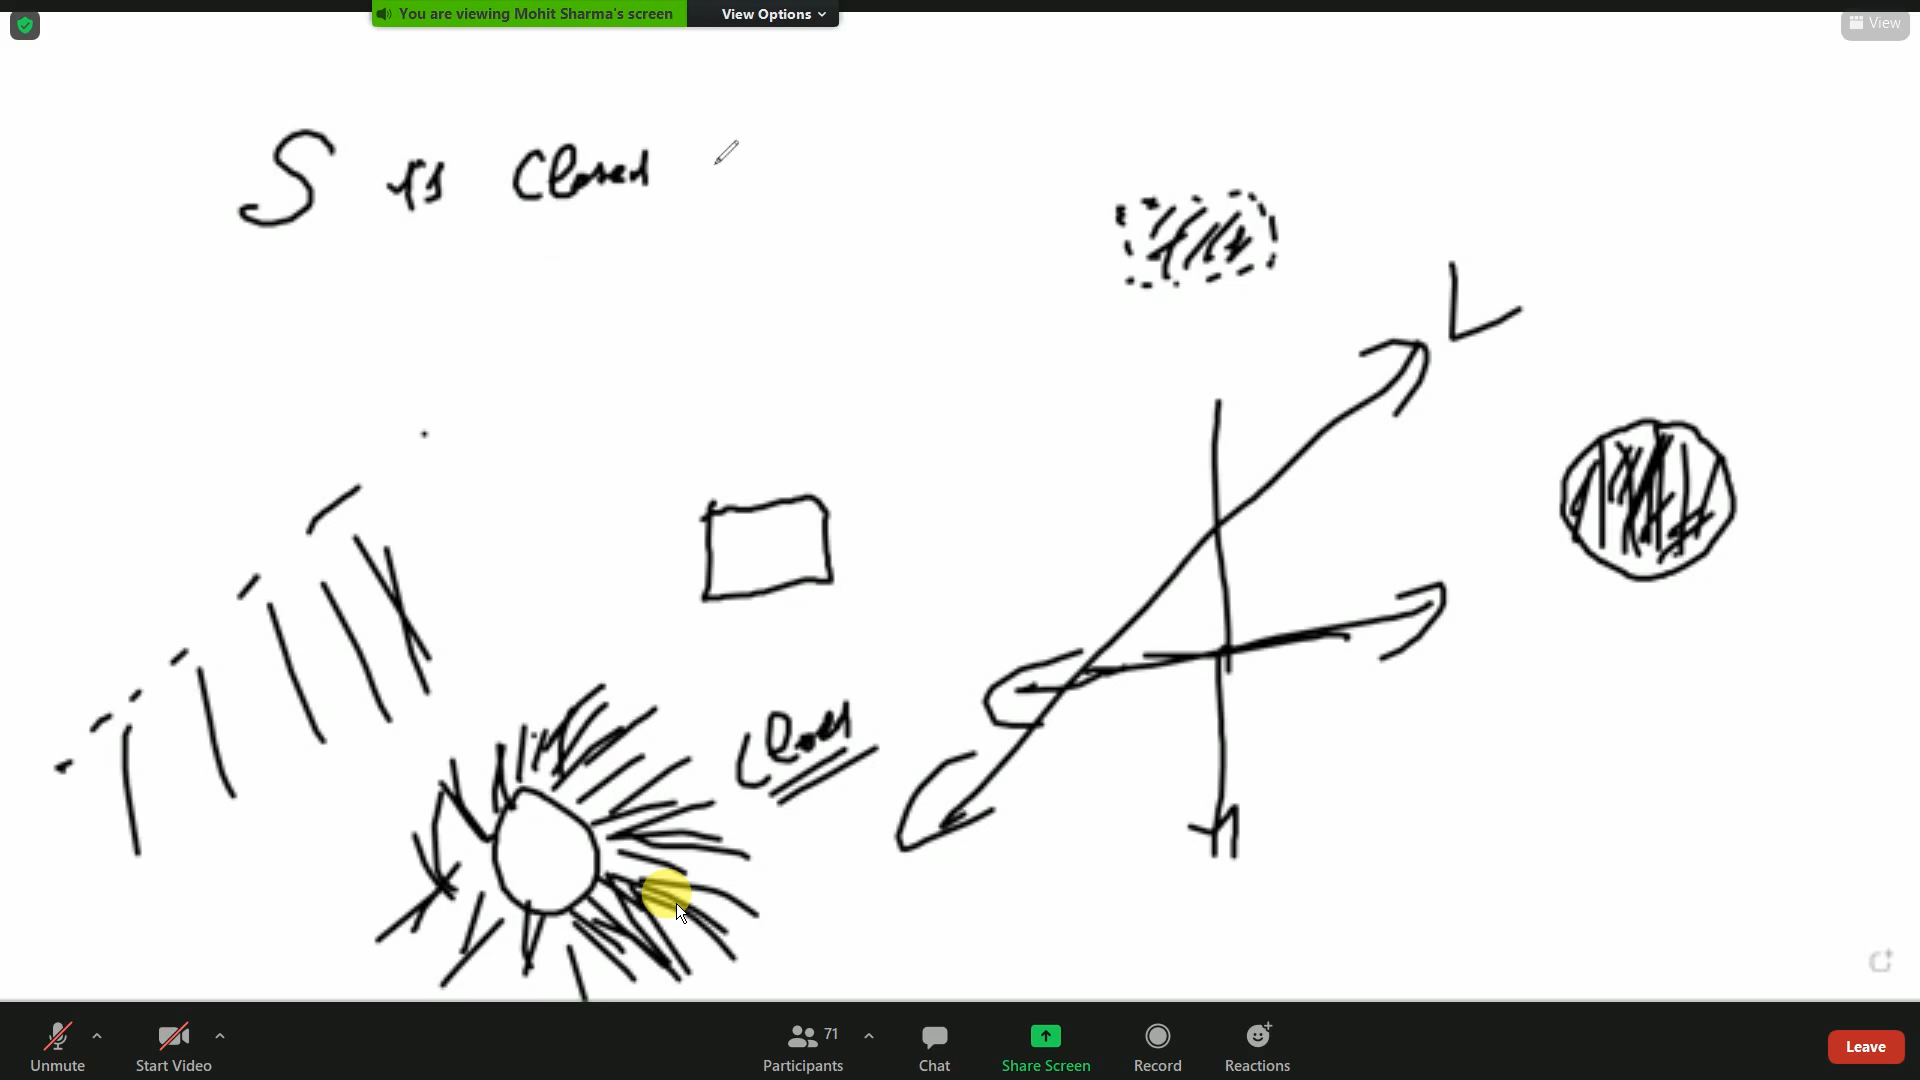 You are viewing Mohit Sharma's screen
View Options
View
S is Closed
L
Closed
Unmute
Start Video
71
Participants
Chat
Share Screen
Record
Reactions
Leave